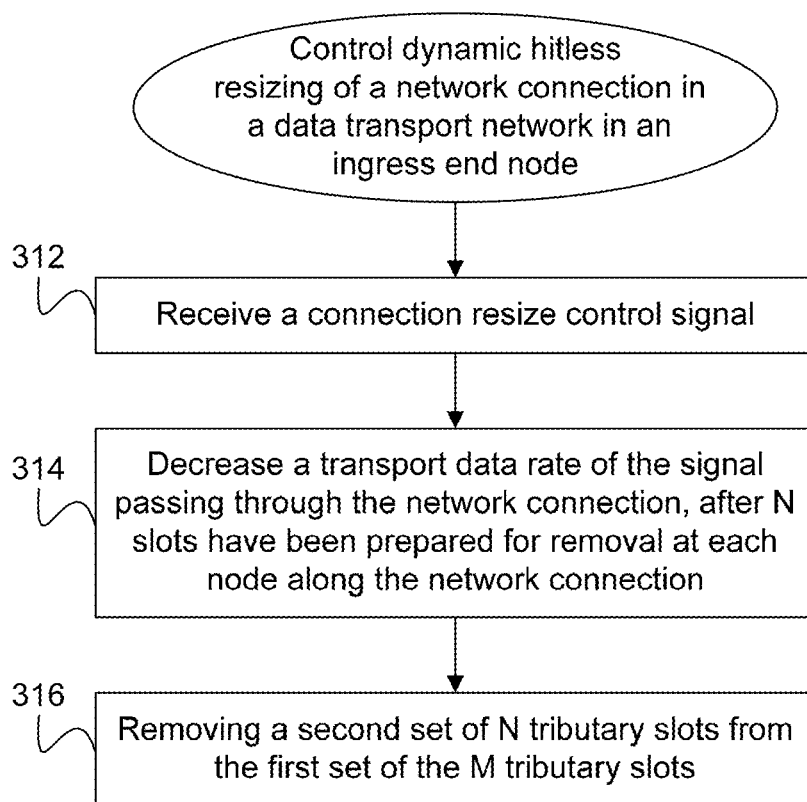 Control dynamic hitless
resizing of a network connection in
a data transport network in an
ingress end node
312
Receive a connection resize control signal
314
Decrease a transport data rate of the signal
passing through the network connection, after N
slots have been prepared for removal at each
node along the network connection
316
Removing a second set of N tributary slots from
the first set of the M tributary slots